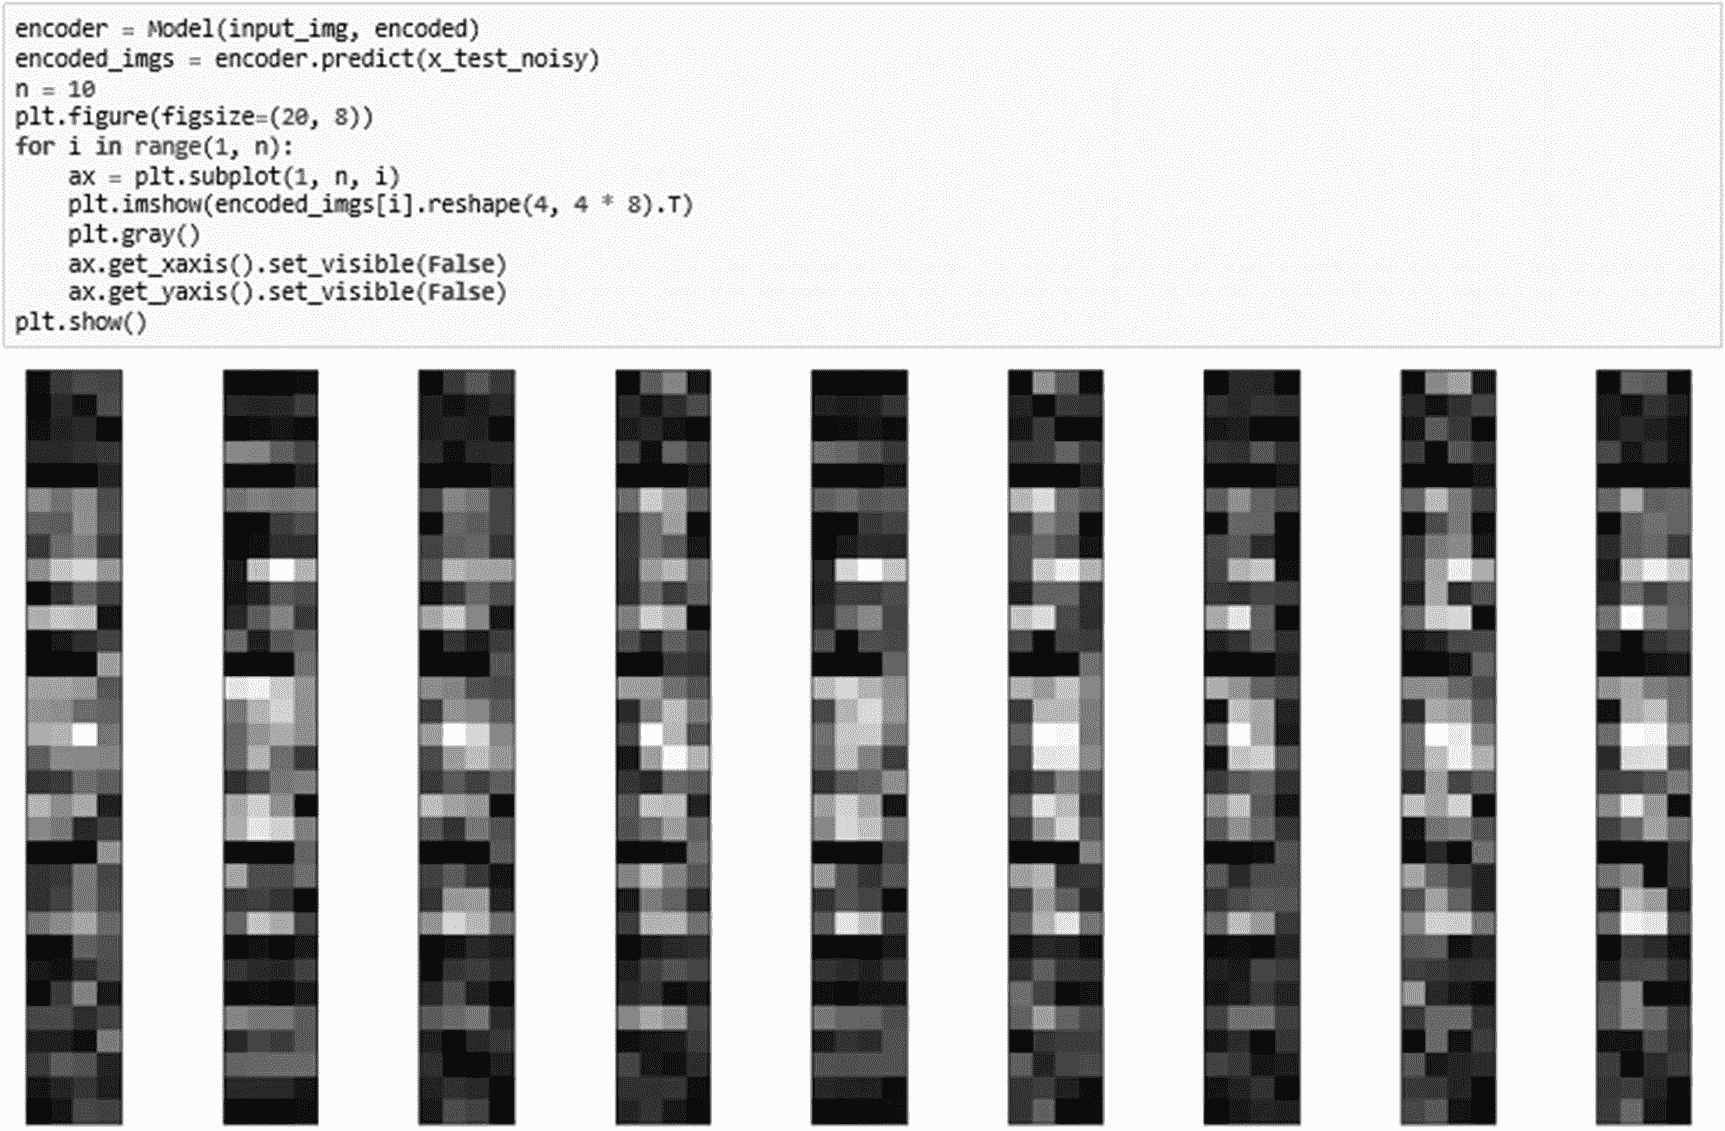 encoder = Model(input_img, encoded)
encoded_imgs = encoder.predict(x_test_noisy)
n = 10
plt.figure(figsize=(20, 8))
for i in range(1, n):
    ax = plt.subplot(1, n, i)
    plt.imshow(encoded_imgs[i].reshape(4, 4 * 8).T)
    plt.gray()
    ax.get_xaxis().set_visible(False)
    ax.get_yaxis().set_visible(False)
plt.show()